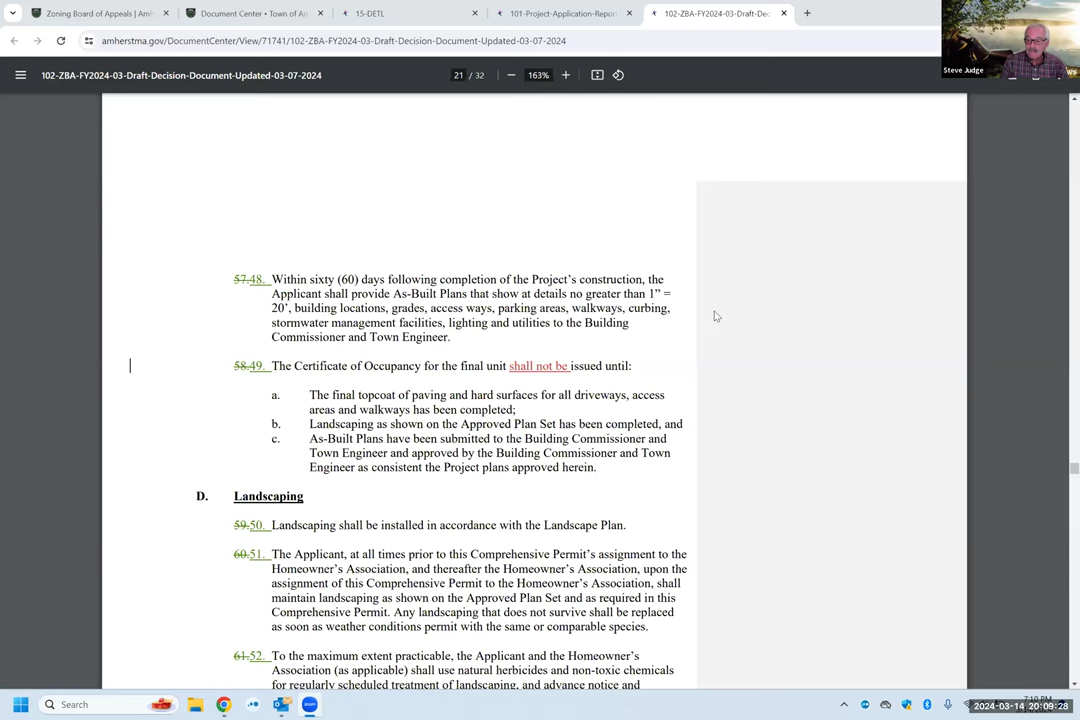 Zoning Board of Appeals | Amh
Document Center • Town of Am
15-DETL
101-Project-Application-Repor
102-ZBA-FY2024-03-Draft-Dec
amherstma.gov/DocumentCenter/View/71741/102-ZBA-FY2024-03-Draft-Decision-Document-Updated-03-07-2024
Steve Judge
102-ZBA-FY2024-03-Draft-Decision-Document-Updated-03-07-2024
21 / 32
163%
57.48. Within sixty (60) days following completion of the Project’s construction, the
Applicant shall provide As-Built Plans that show at details no greater than 1” =
20’, building locations, grades, access ways, parking areas, walkways, curbing,
stormwater management facilities, lighting and utilities to the Building
Commissioner and Town Engineer.
58.49. The Certificate of Occupancy for the final unit shall not be issued until:
a. The final topcoat of paving and hard surfaces for all driveways, access
areas and walkways has been completed;
b. Landscaping as shown on the Approved Plan Set has been completed, and
c. As-Built Plans have been submitted to the Building Commissioner and
Town Engineer and approved by the Building Commissioner and Town
Engineer as consistent the Project plans approved herein.
D. Landscaping
59.50. Landscaping shall be installed in accordance with the Landscape Plan.
60.51. The Applicant, at all times prior to this Comprehensive Permit’s assignment to the
Homeowner’s Association, and thereafter the Homeowner’s Association, upon the
assignment of this Comprehensive Permit to the Homeowner’s Association, shall
maintain landscaping as shown on the Approved Plan Set and as required in this
Comprehensive Permit. Any landscaping that does not survive shall be replaced
as soon as weather conditions permit with the same or comparable species.
61.52. To the maximum extent practicable, the Applicant and the Homeowner’s
Association (as applicable) shall use natural herbicides and non-toxic chemicals
for regularly scheduled treatment of landscaping, and advance notice and
Search
7:10 PM
2024-03-14 20:09:28